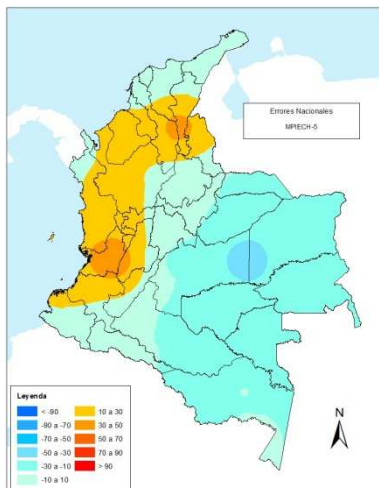 Errores Nacionales
MPIECH-5
Leyenda
< -90
-90 a -70
-70 a -50
-50 a -30
-30 a -10
-10 a 10
10 a 30
30 a 50
50 a 70
70 a 90
> 90
N